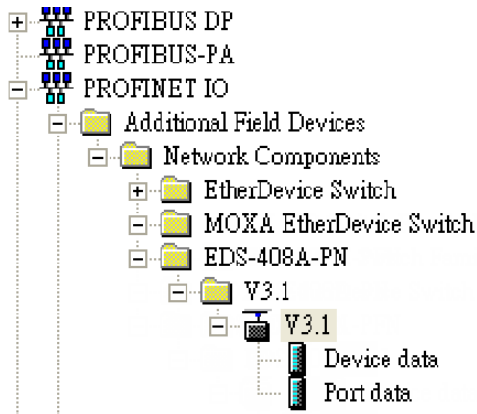 PROFIBUS DP
PROFIBUS-PA
PROFINET IO
Additional Field Devices
Network Components
EtherDevice Switch
MOXA EtherDevice Switch
EDS-408A-PN
V3.1
V3.1
Device data
Port data